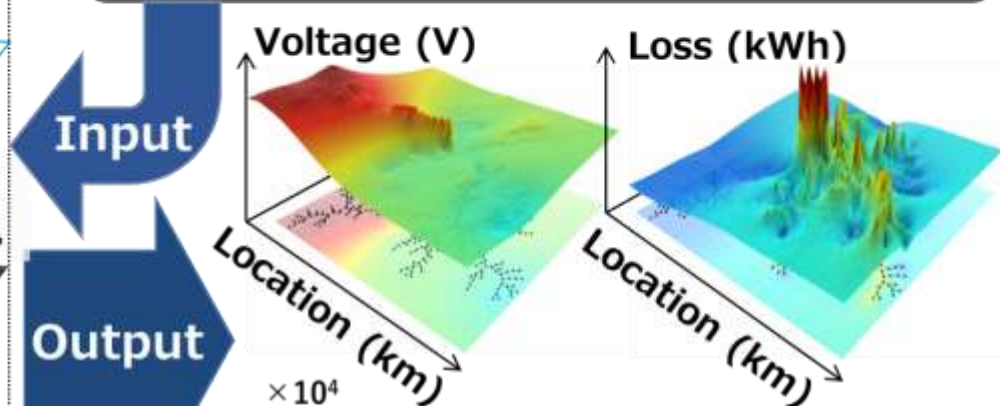 Voltage (V)
Loss (kWh)
Input
Location (km)
Location (km)
Output
×10⁴